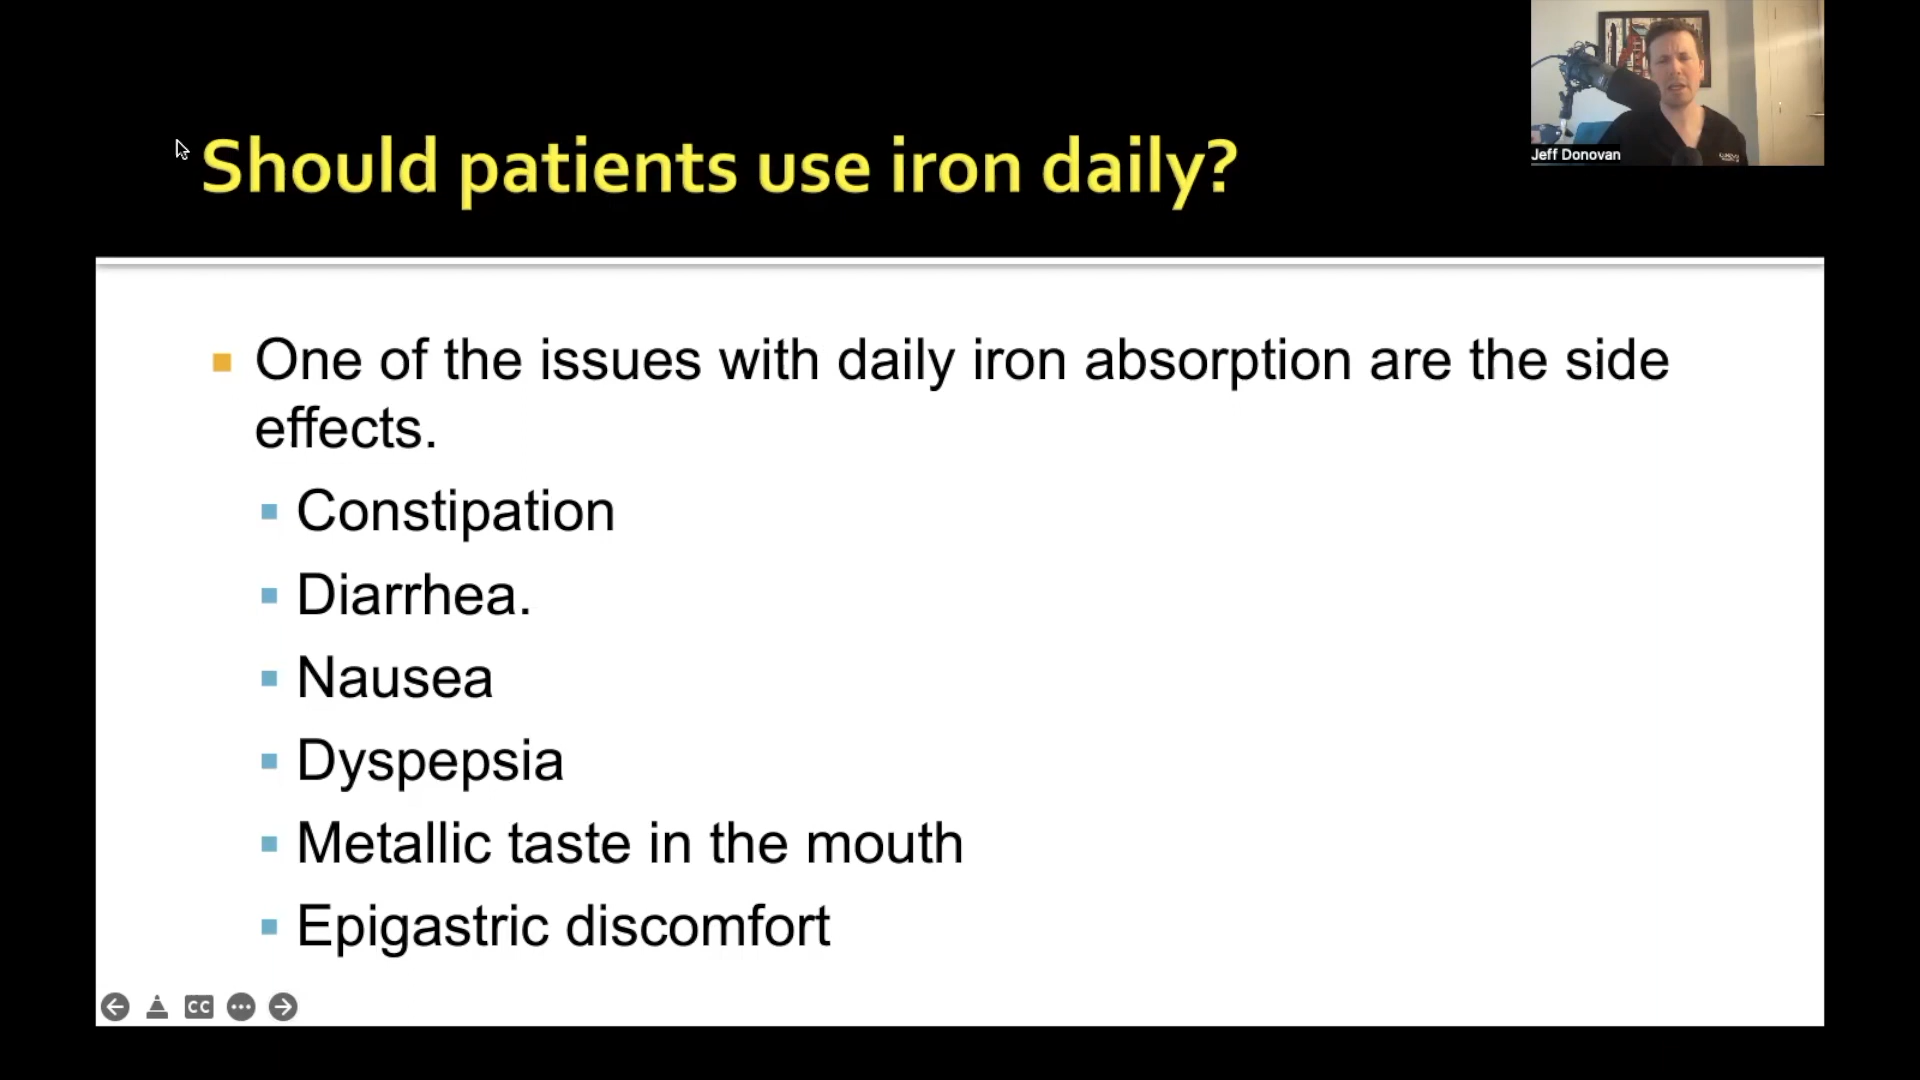 Should patients use iron daily?
Jeff Donovan
One of the issues with daily iron absorption are the side
effects.
Constipation
Diarrhea.
Nausea
Dyspepsia
Metallic taste in the mouth
Epigastric discomfort
CC